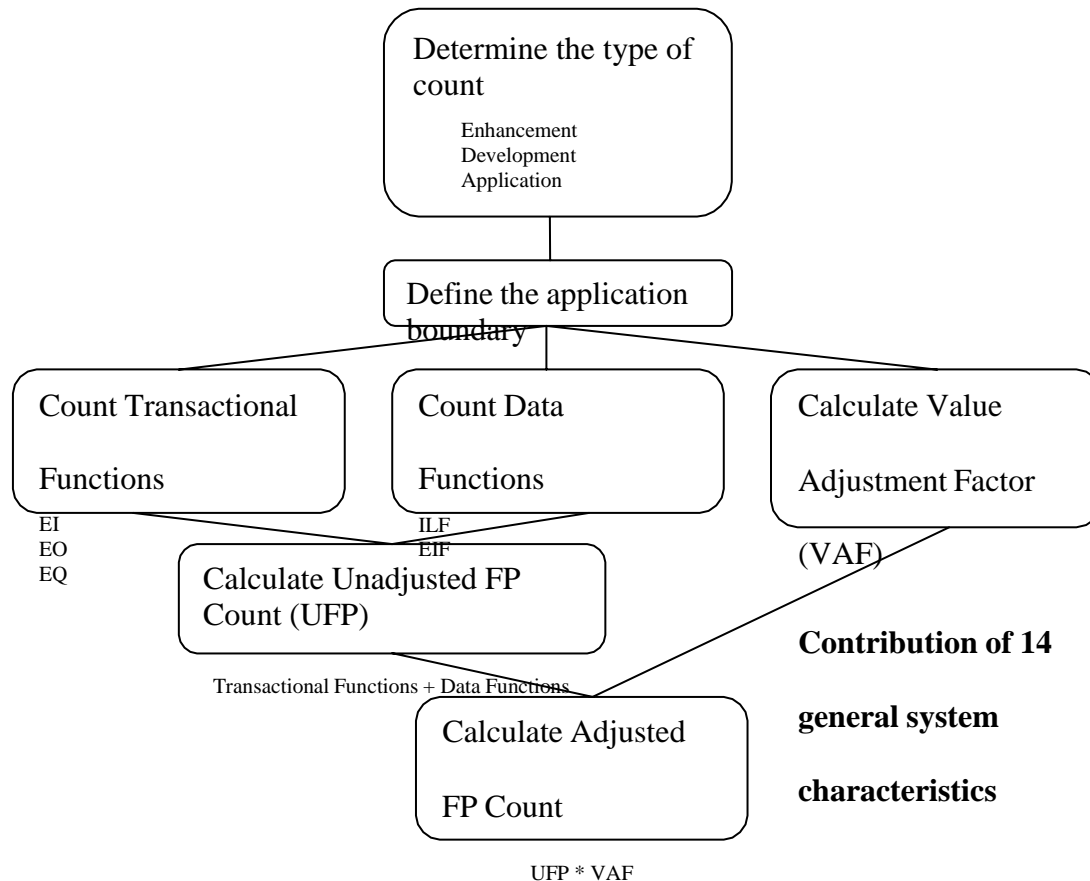 Determine the type of
count
Enhancement
Development
Application
Define the application
boundary
Count Transactional
Functions
EI
EO
EQ
Count Data
Functions
ILF
EIF
Calculate Value
Adjustment Factor
(VAF)
Contribution of 14
general system
characteristics
Calculate Unadjusted FP
Count (UFP)
Transactional Functions + Data Functions
Calculate Adjusted
FP Count
UFP * VAF